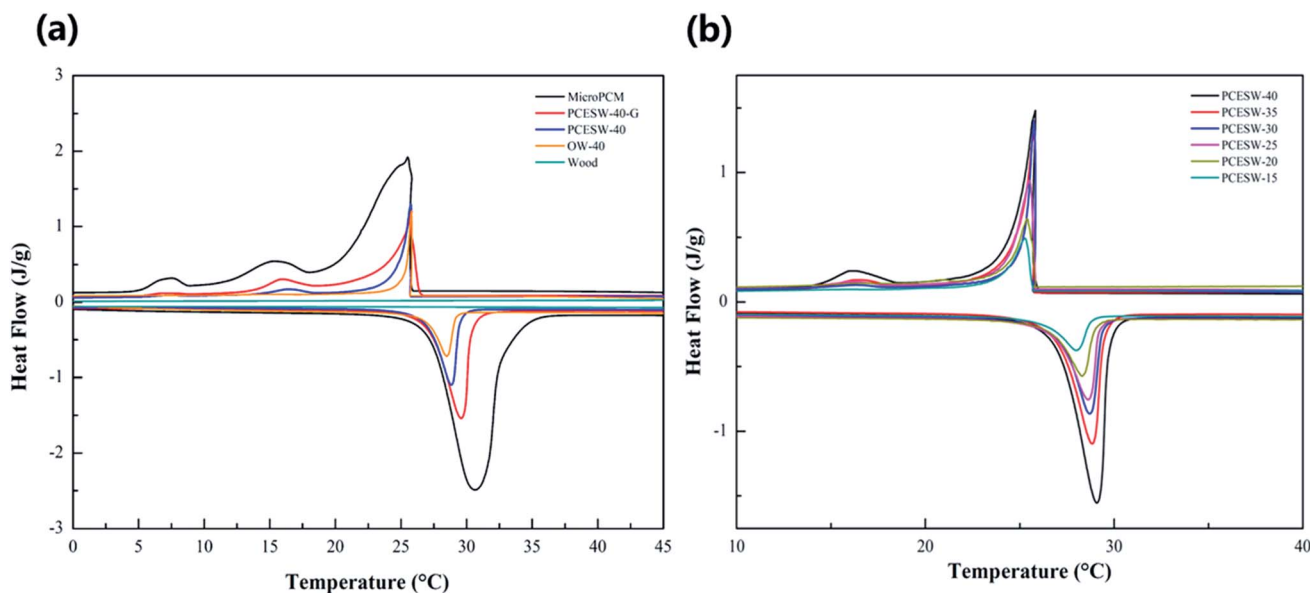 (a)
3
2
1
0
-1
-2
-3
Heat Flow (J/g)
MicroPCM
PCESW-40-G
PCESW-40
OW-40
Wood
0 5 10 15 20 25 30 35 40 45
Temperature (°C)
(b)
1
0
-1
Heat Flow (J/g)
PCESW-40
PCESW-35
PCESW-30
PCESW-25
PCESW-20
PCESW-15
10 20 30 40
Temperature (°C)